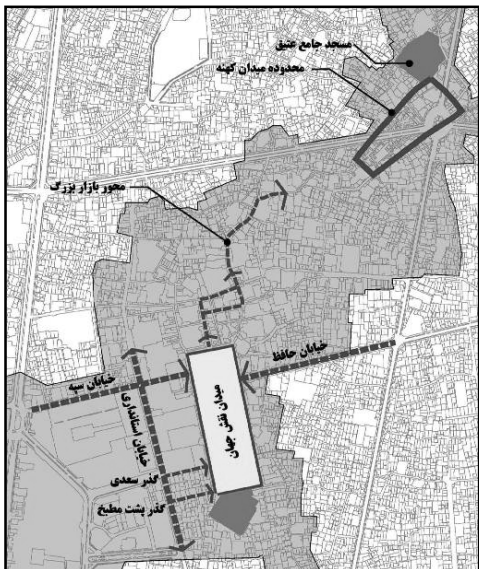 مسجد جامع عتیق
محدوده میدان کهنه
محور بازار بزرگ
خیابان حافظ
خیابان سپه
میدان نقش جهان
خیابان استانداری
گذر سعدی
گذر پشت مطبخ